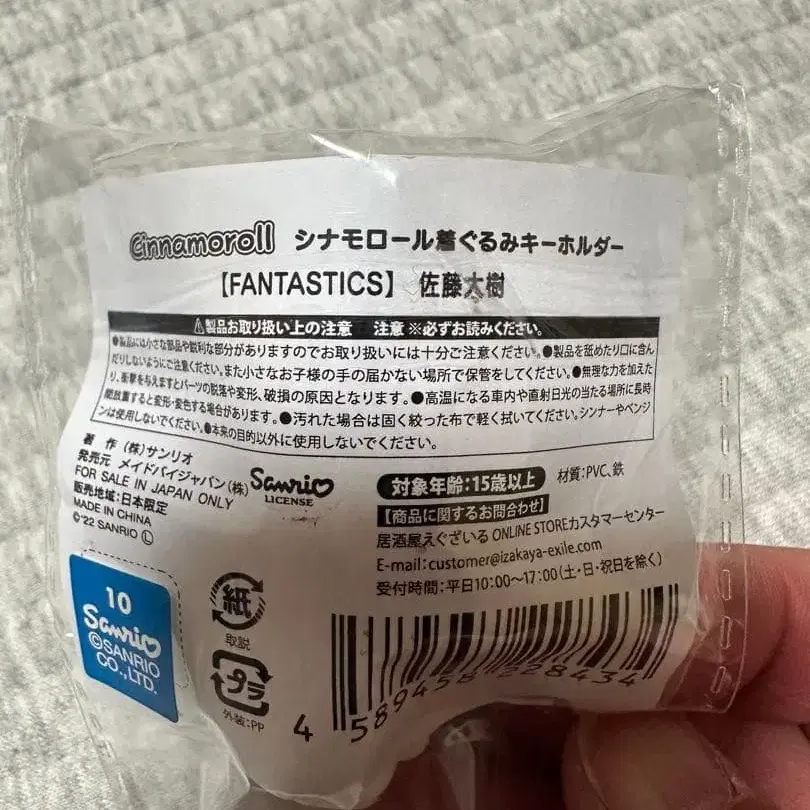 Cinnamoroll シナモロール着ぐるみキーホルダー
【FANTASTICS】 佐藤大樹
⚠製品お取り扱い上の注意 注意 ※必ずお読みください。
●製品には小さな部品や鋭利な部分がありますのでお取り扱いには十分ご注意ください。●製品を舐めたり口に含ん
だりしないようにご注意ください。また小さなお子様の手の届かない場所で保管をしてください。●無理な力を加えた
り、衝撃を与えますとパーツの脱落や変形、破損の原因となります。●高温になる車内や直射日光の当たる場所に長時
間放置すると変形・変色する場合があります。●汚れた場合は固く絞った布で軽く拭いてください。シンナーやベンジ
ンは使用しないでください。●本来の目的以外に使用しないでください。
著 作 (株)サンリオ
発売元 メイドバイジャパン(株)
FOR SALE IN JAPAN ONLY
販売地域:日本限定
MADE IN CHINA
©'22 SANRIO Ⓛ
Sanrio
LICENSE
対象年齢:15歳以上 材質:PVC、鉄
【商品に関するお問合わせ】
居酒屋えぐざいる ONLINE STOREカスタマーセンター
E-mail:customer@izakaya-exile.com
受付時間:平日10:00〜17:00(土・日・祝日を除く)
10
Sanrio
©SANRIO
CO.,LTD.
紙
取説
プラ
外装:PP
4 589458 228434